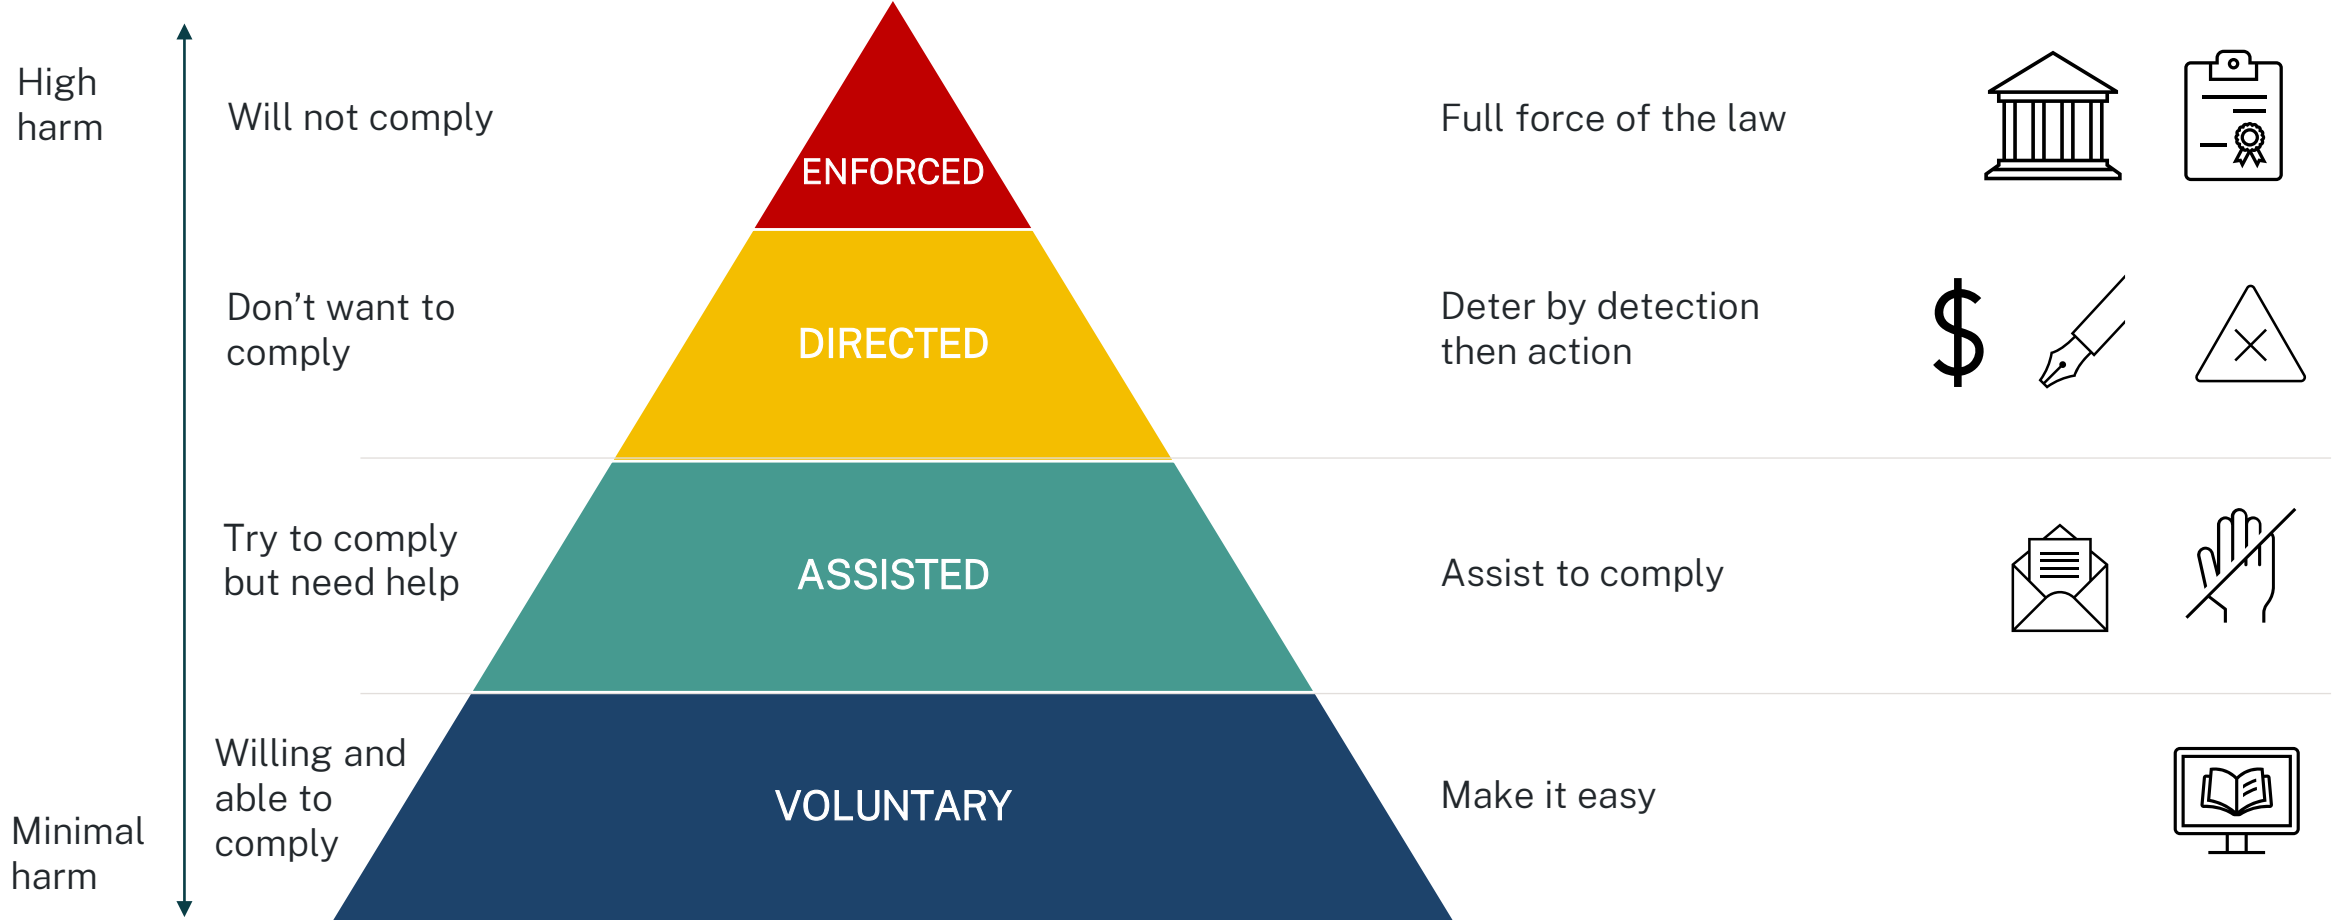 High
harm
Will not comply
ENFORCED
Full force of the law
Don’t want to
comply
DIRECTED
Deter by detection
then action
$
Try to comply
but need help
ASSISTED
Assist to comply
Willing and
able to
comply
VOLUNTARY
Make it easy
Minimal
harm